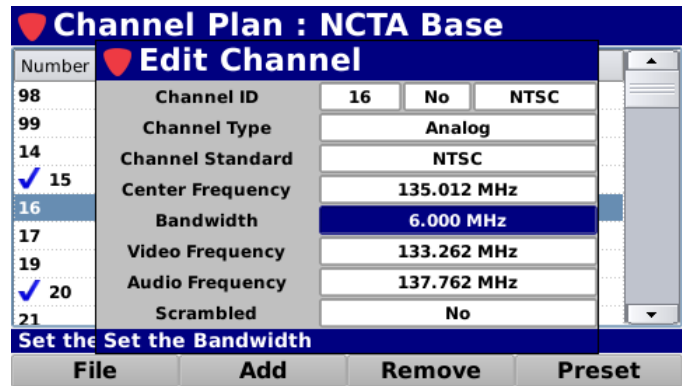 Channel Plan : NCTA Base
Number
Edit Channel
98
99
14
15
16
17
19
20
21
Channel ID 16 No NTSC
Channel Type Analog
Channel Standard NTSC
Center Frequency 135.012 MHz
Bandwidth 6.000 MHz
Video Frequency 133.262 MHz
Audio Frequency 137.762 MHz
Scrambled No
Set the Set the Bandwidth
File Add Remove Preset